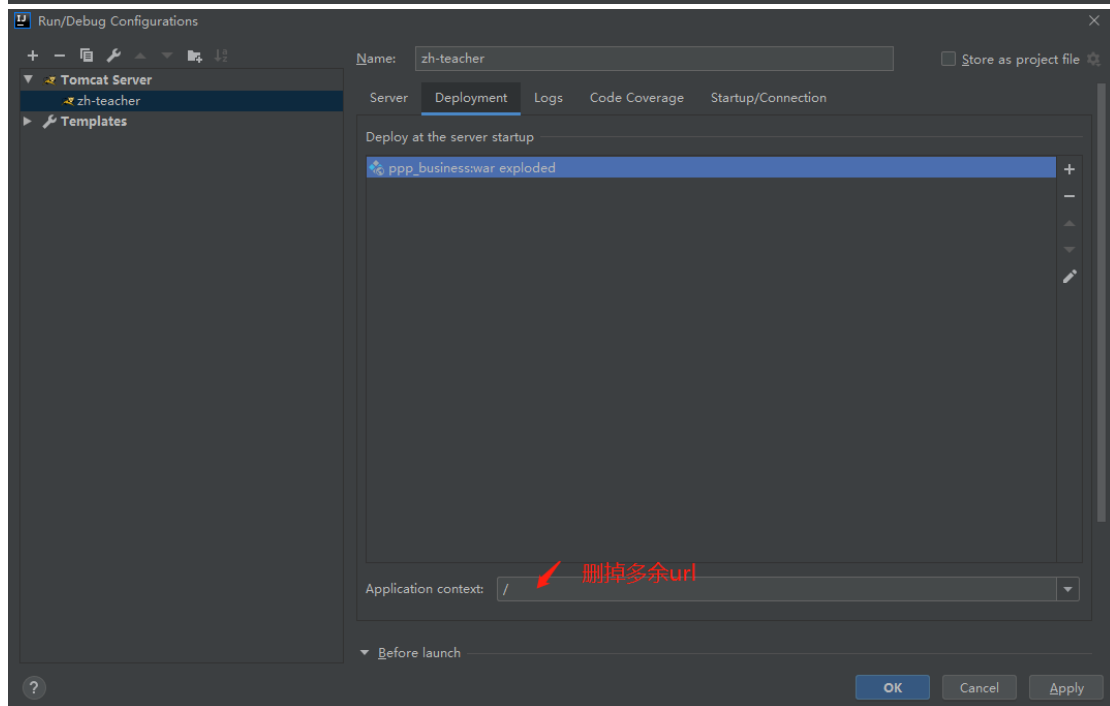 Run/Debug Configurations
Name: zh-teacher
Store as project file
Tomcat Server
zh-teacher
Templates
Server Deployment Logs Code Coverage Startup/Connection
Deploy at the server startup
ppp_business:war exploded
删掉多余url
Application context: /
Before launch
? OK Cancel Apply